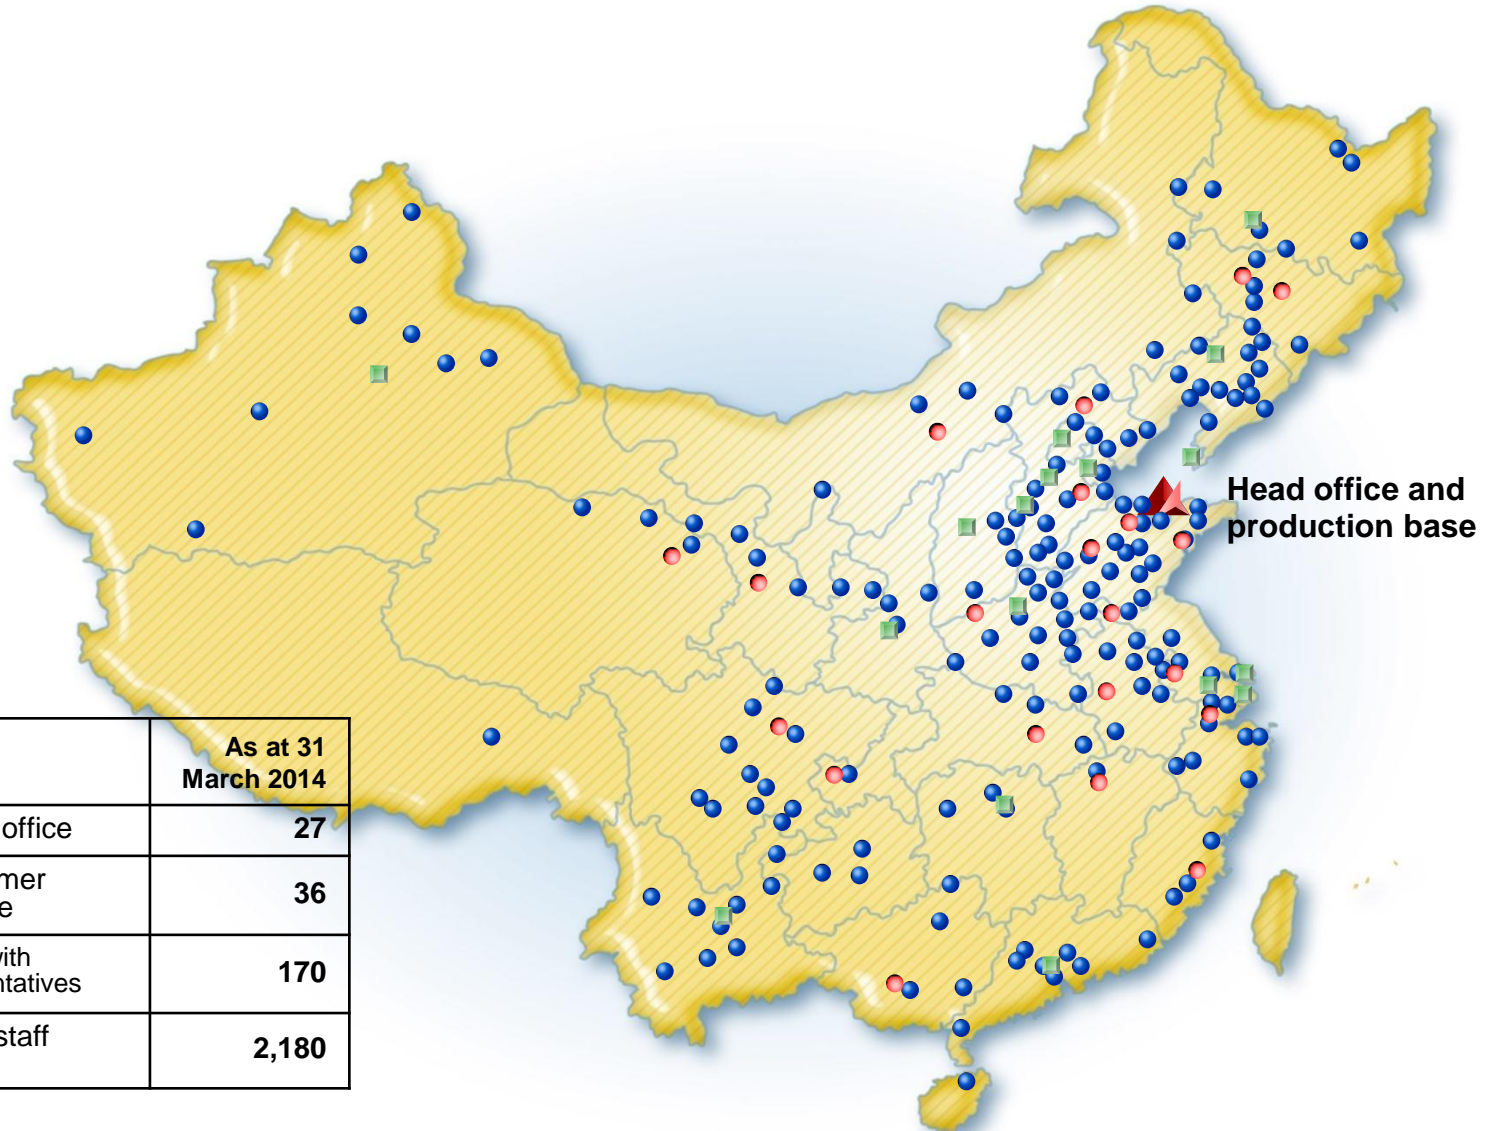 Head office and
production base
As at 31
March 2014
office
27
mer
e
36
with
ntatives
170
staff
2,180